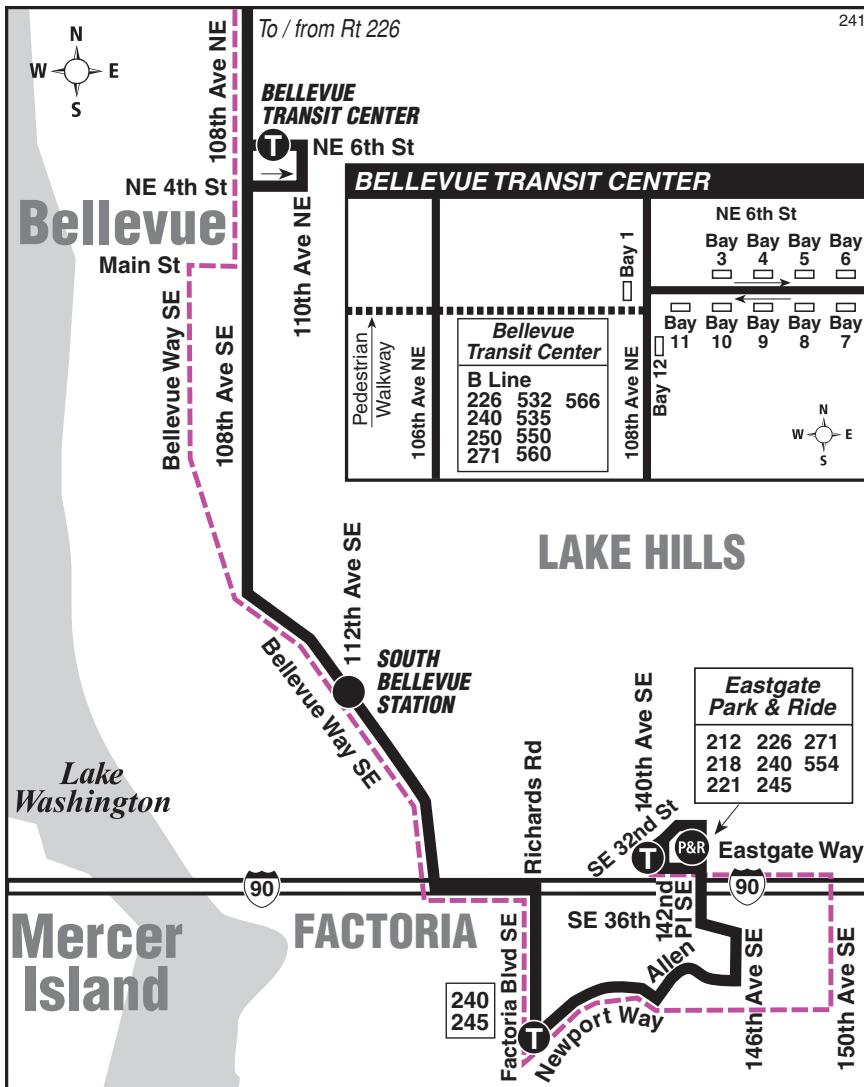 241
To / from Rt 226
N
W E
S
108th Ave NE
BELLEVUE
TRANSIT CENTER
T
NE 6th St
NE 4th St
Bellevue
Main St
110th Ave NE
Bellevue Way SE
108th Ave SE
BELLEVUE TRANSIT CENTER
NE 6th St
Bay 1
Bay
3
Bay
4
Bay
5
Bay
6
Bay
11
Bay
10
Bay
9
Bay
8
Bay
7
Bay 12
Pedestrian
Walkway
106th Ave NE
Bellevue
Transit Center
B Line
226 532 566
240 535
250 550
271 560
108th Ave NE
N
W E
S
LAKE HILLS
112th Ave SE
SOUTH
BELLEVUE
STATION
Bellevue Way SE
Lake
Washington
Richards Rd
140th Ave SE
Eastgate
Park & Ride
212 226 271
218 240 554
221 245
SE 32nd St
T
P&R
Eastgate Way
90
90
Mercer
Island
FACTORIA
SE 36th
142nd
Pl SE
Allen
Factoria Blvd SE
240
245
T
Newport Way
146th Ave SE
150th Ave SE